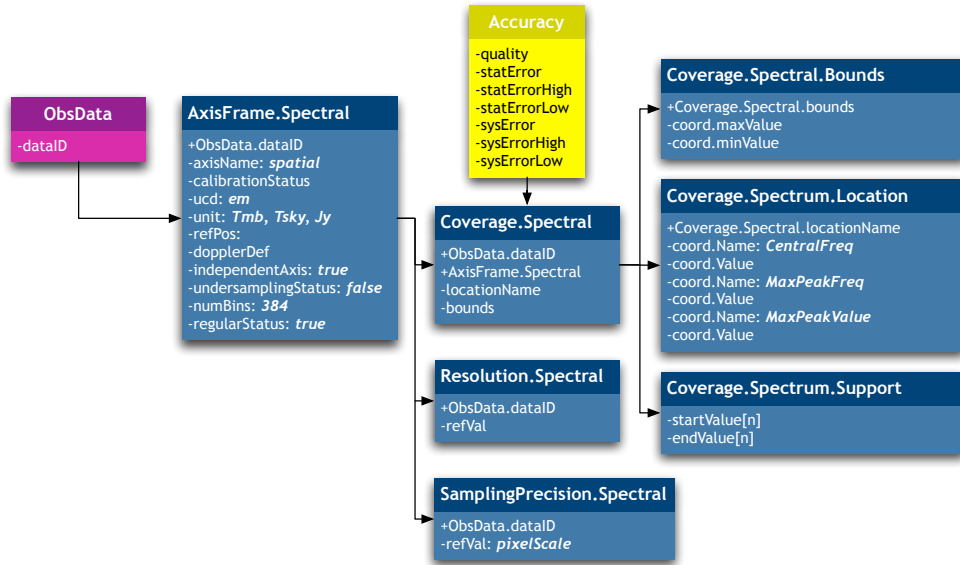 ObsData
-dataID
AxisFrame.Spectral
+ObsData.dataID
-axisName: spatial
-calibrationStatus
-ucd: em
-unit: Tmb, Tsky, Jy
-refPos:
-dopplerDef
-independentAxis: true
-undersamplingStatus: false
-numBins: 384
-regularStatus: true
Accuracy
-quality
-statError
-statErrorHigh
-statErrorLow
-sysError
-sysErrorHigh
-sysErrorLow
Coverage.Spectral
+ObsData.dataID
+AxisFrame.Spectral
-locationName
-bounds
Resolution.Spectral
+ObsData.dataID
-refVal
SamplingPrecision.Spectral
+ObsData.dataID
-refVal: pixelScale
Coverage.Spectral.Bounds
+Coverage.Spectral.bounds
-coord.maxValue
-coord.minValue
Coverage.Spectrum.Location
+Coverage.Spectral.locationName
-coord.Name: CentralFreq
-coord.Value
-coord.Name: MaxPeakFreq
-coord.Value
-coord.Name: MaxPeakValue
-coord.Value
Coverage.Spectrum.Support
-startValue[n]
-endValue[n]